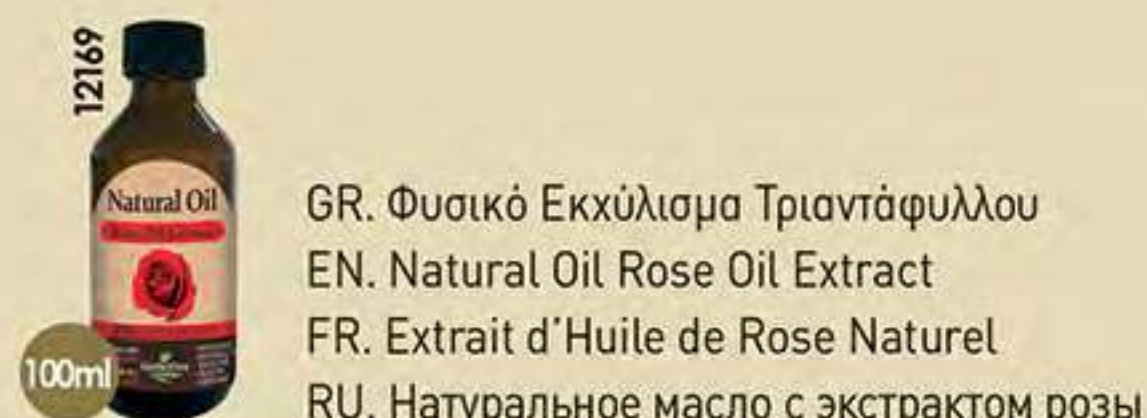 12169
Natural Oil
100ml
GR. Φυσικό Εκχύλισμα Τριαντάφυλλου
EN. Natural Oil Rose Oil Extract
FR. Extrait d'Huile de Rose Naturel
RU. Натуральное масло с экстрактом розы